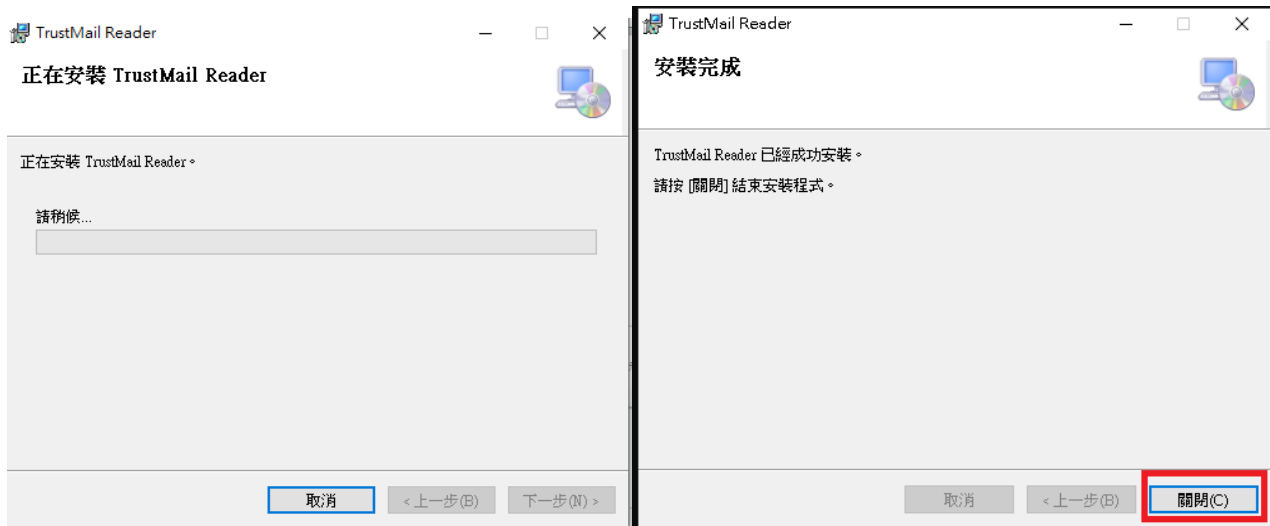 TrustMail Reader
正在安裝 TrustMail Reader
正在安裝 TrustMail Reader。
請稍候...
取消
<上一步(B)
下一步(N)>
TrustMail Reader
安裝完成
TrustMail Reader 已經成功安裝。
請按 [關閉] 結束安裝程式。
取消
<上一步(B)
關閉(C)